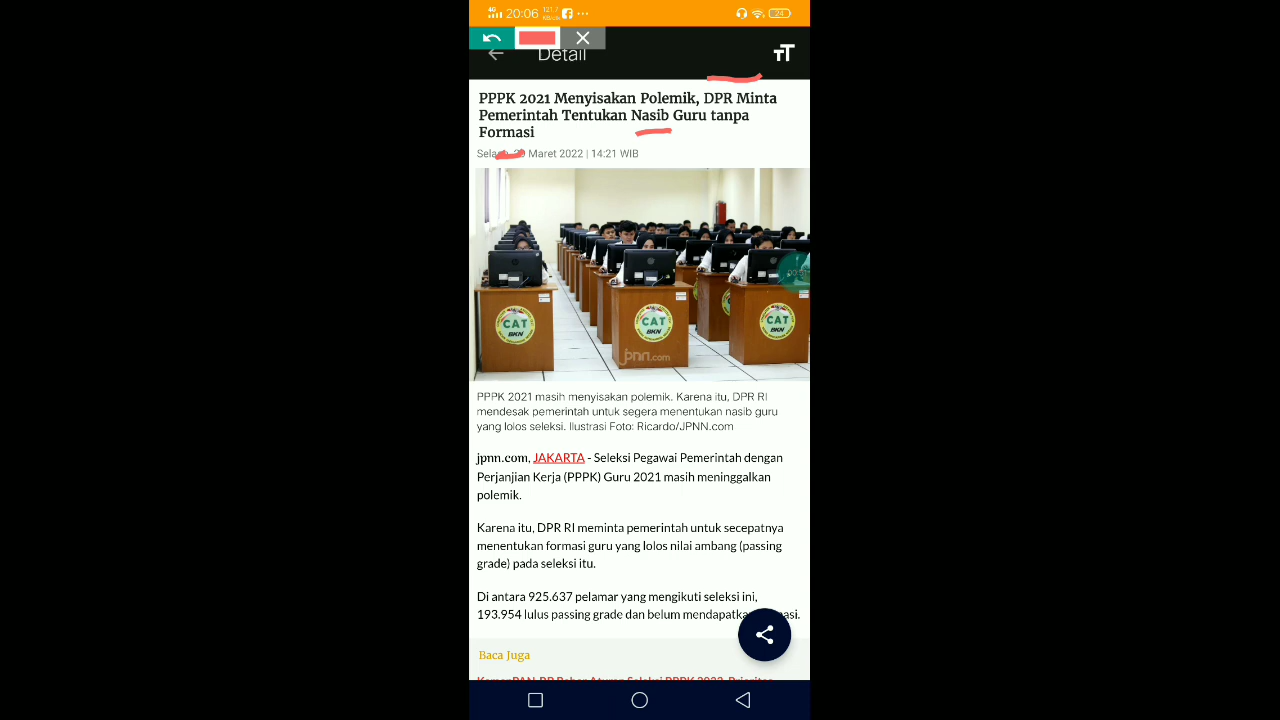 4G 20:06 121,7 KB/s ... 24
Detail
PPPK 2021 Menyisakan Polemik, DPR Minta
Pemerintah Tentukan Nasib Guru tanpa
Formasi
Maret 2022 | 14:21 WIB
CAT BKN CAT BKN CAT BKN
jpnn.com
PPPK 2021 masih menyisakan polemik. Karena itu, DPR RI
mendesak pemerintah untuk segera menentukan nasib guru
yang lolos seleksi. Ilustrasi Foto: Ricardo/JPNN.com
jpnn.com, JAKARTA - Seleksi Pegawai Pemerintah dengan
Perjanjian Kerja (PPPK) Guru 2021 masih meninggalkan
polemik.
Karena itu, DPR RI meminta pemerintah untuk secepatnya
menentukan formasi guru yang lolos nilai ambang (passing
grade) pada seleksi itu.
Di antara 925.637 pelamar yang mengikuti seleksi ini,
193.954 lulus passing grade dan belum
Baca Juga